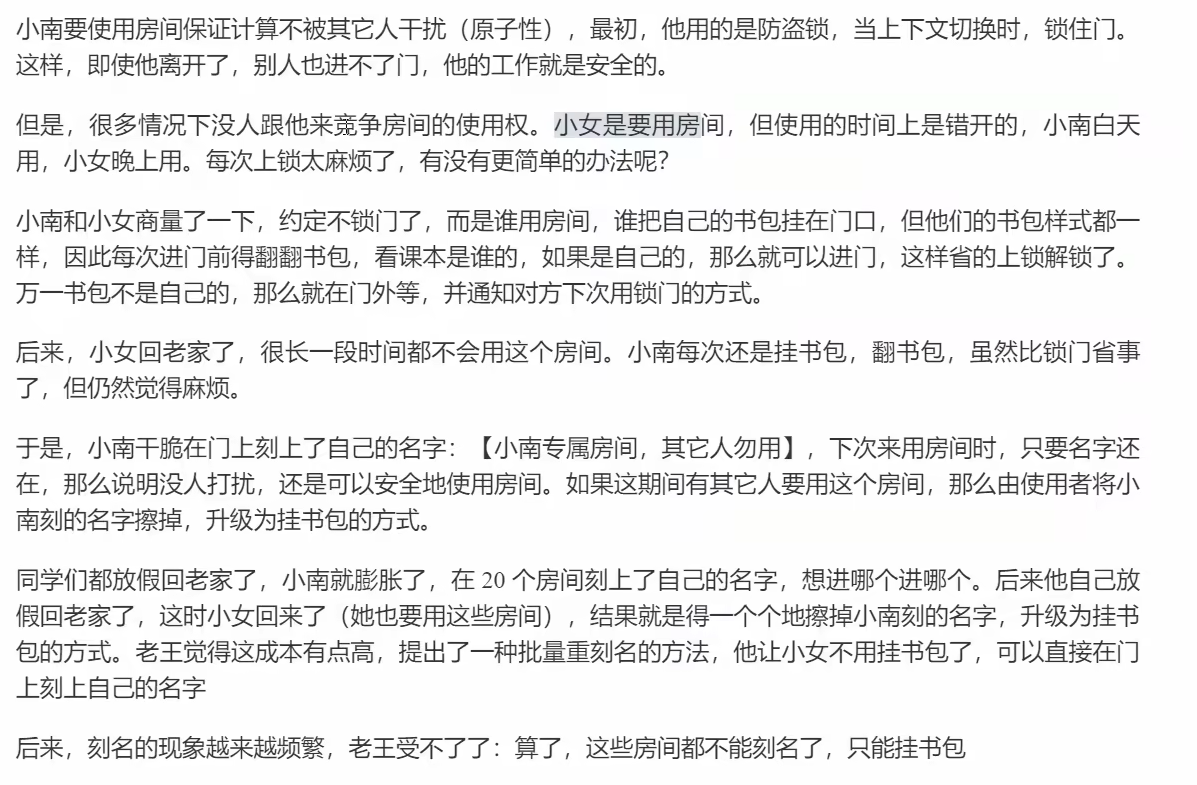 小南要使用房间保证计算不被其它人干扰（原子性），最初，他用的是防盗锁，当上下文切换时，锁住门。
这样，即使他离开了，别人也进不了门，他的工作就是安全的。
但是，很多情况下没人跟他来竞争房间的使用权。小女是要用房间，但使用的时间上是错开的，小南白天
用，小女晚上用。每次上锁太麻烦了，有没有更简单的办法呢？
小南和小女商量了一下，约定不锁门了，而是谁用房间，谁把自己的书包挂在门口，但他们的书包样式都一
样，因此每次进门前得翻翻书包，看课本是谁的，如果是自己的，那么就可以进门，这样省的上锁解锁了。
万一书包不是自己的，那么就在门外等，并通知对方下次用锁门的方式。
后来，小女回老家了，很长一段时间都不会用这个房间。小南每次还是挂书包，翻书包，虽然比锁门省事
了，但仍然觉得麻烦。
于是，小南干脆在门上刻上了自己的名字：【小南专属房间，其它人勿用】，下次来用房间时，只要名字还
在，那么说明没人打扰，还是可以安全地使用房间。如果这期间有其它人要用这个房间，那么由使用者将小
南刻的名字擦掉，升级为挂书包的方式。
同学们都放假回老家了，小南就膨胀了，在 20 个房间刻上了自己的名字，想进哪个进哪个。后来他自己放
假回老家了，这时小女回来了（她也要用这些房间），结果就是得一个个地擦掉小南刻的名字，升级为挂书
包的方式。老王觉得这成本有点高，提出了一种批量重刻名的方法，他让小女不用挂书包了，可以直接在门
上刻上自己的名字
后来，刻名的现象越来越频繁，老王受不了了：算了，这些房间都不能刻名了，只能挂书包